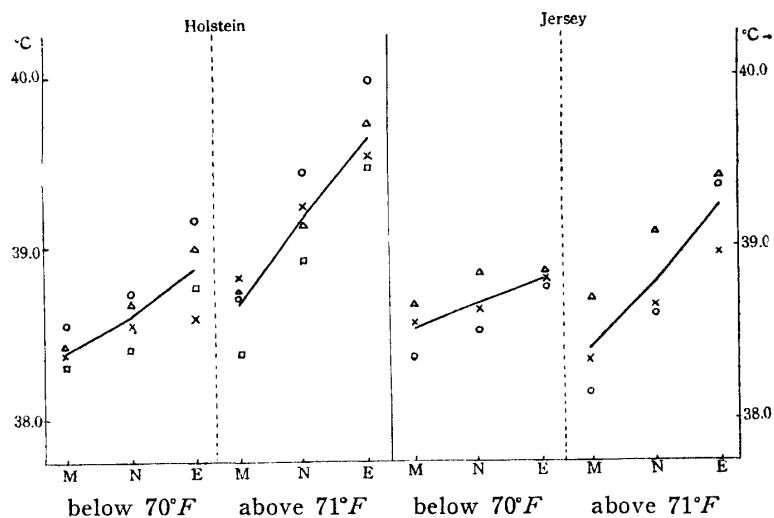 Holstein
Jersey
°C
°C
40.0
40.0
39.0
39.0
38.0
38.0
M N E M N E M N E M N E
below 70°F above 71°F below 70°F above 71°F